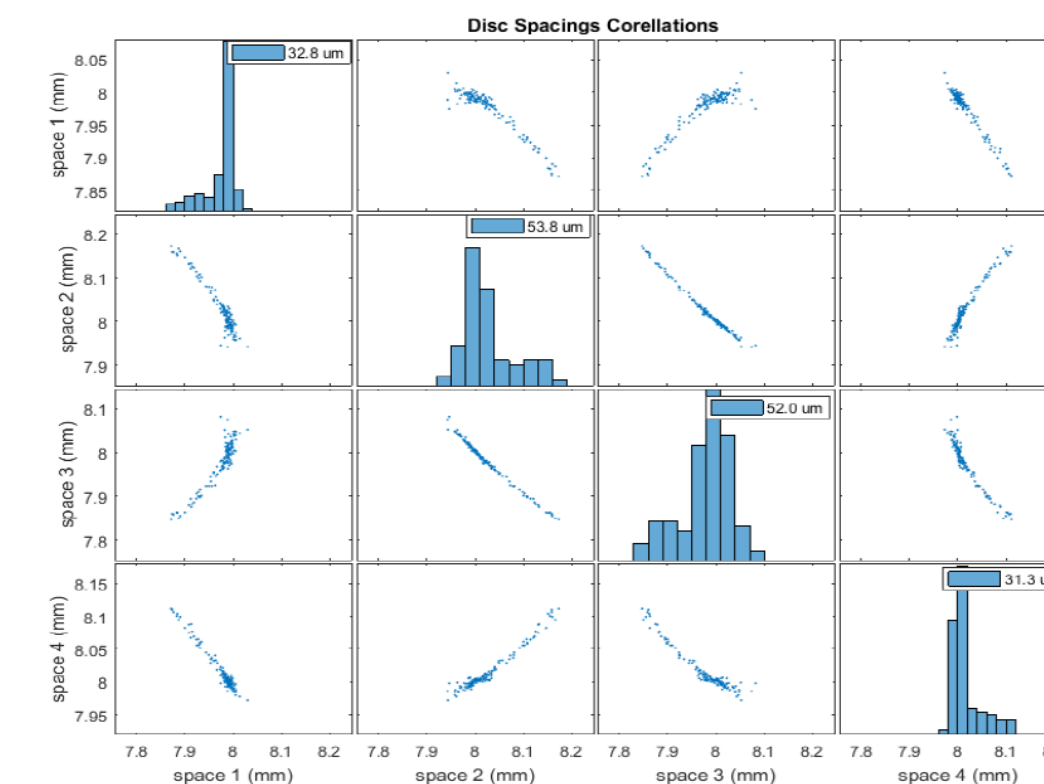 Disc Spacings Corellations
space 1 (mm)
8.05
8
7.95
7.9
7.85
32.8 um
space 2 (mm)
8.2
8.1
8
7.9
53.8 um
space 3 (mm)
8.1
8
7.9
7.8
52.0 um
space 4 (mm)
8.15
8.1
8.05
8
7.95
31.3 u
7.8 7.9 8 8.1 8.2 7.8 7.9 8 8.1 8.2 7.8 7.9 8 8.1 8.2 7.8 7.9 8 8.1 8
space 1 (mm) space 2 (mm) space 3 (mm) space 4 (mm)